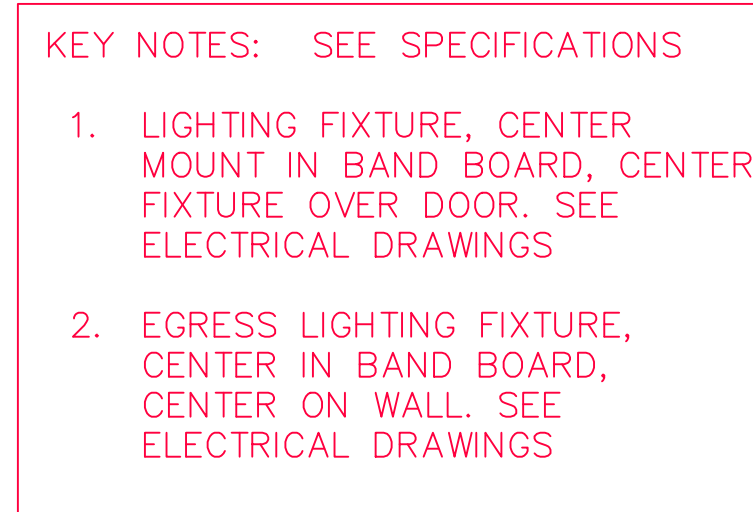 KEY NOTES: SEE SPECIFICATIONS
1. LIGHTING FIXTURE, CENTER
MOUNT IN BAND BOARD, CENTER
FIXTURE OVER DOOR. SEE
ELECTRICAL DRAWINGS
2. EGRESS LIGHTING FIXTURE,
CENTER IN BAND BOARD,
CENTER ON WALL. SEE
ELECTRICAL DRAWINGS